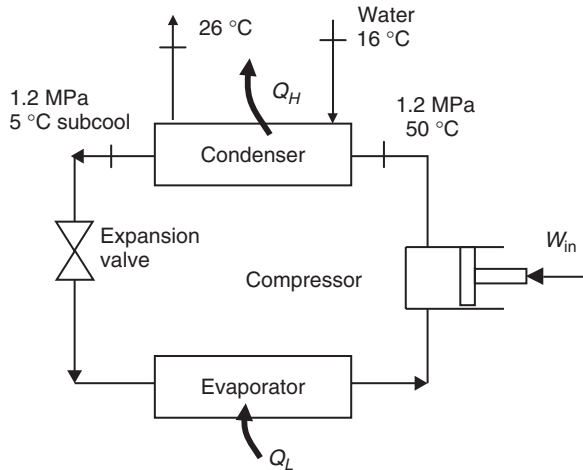 26 °C
Water
16 °C
Q_H
1.2 MPa
5 °C subcool
1.2 MPa
50 °C
Condenser
Expansion
valve
Compressor
W_in
Evaporator
Q_L